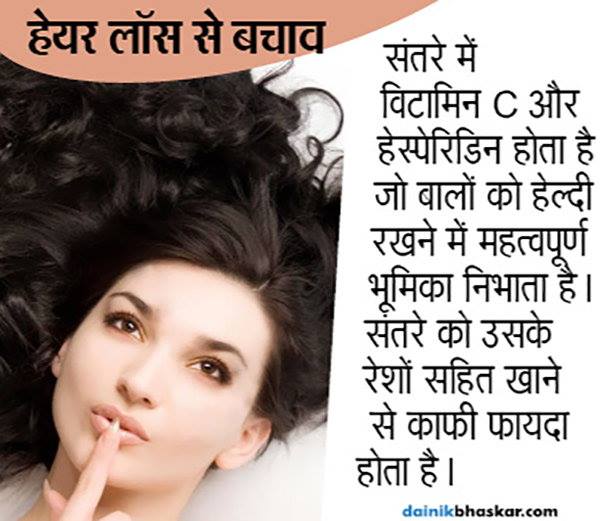 हेयर लॉस से बचाव
संतरे में
विटामिन C और
हेस्पेरिडिन होता है
जो बालों को हेल्दी
रखने में महत्वपूर्ण
भूमिका निभाता है।
संतरे को उसके
रेशों सहित खाने
से काफी फायदा
होता है।
dainikbhaskar.com